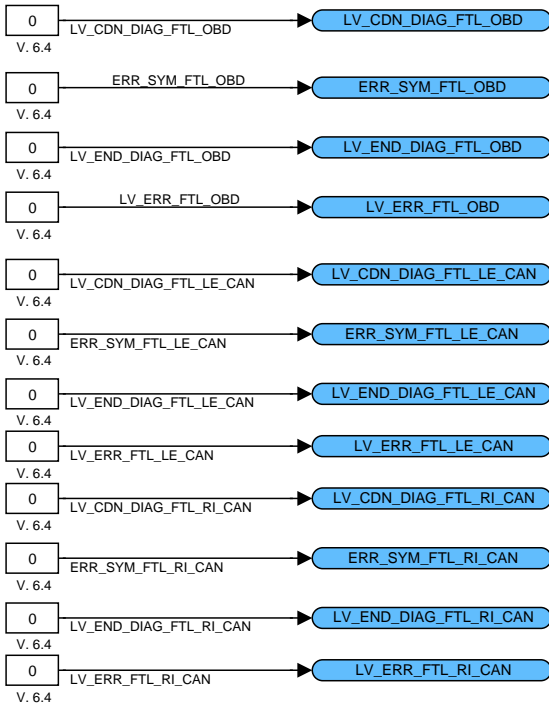 0 LV_CDN_DIAG_FTL_OBD LV_CDN_DIAG_FTL_OBD
V. 6.4
0 ERR_SYM_FTL_OBD ERR_SYM_FTL_OBD
V. 6.4
0 LV_END_DIAG_FTL_OBD LV_END_DIAG_FTL_OBD
V. 6.4
0 LV_ERR_FTL_OBD LV_ERR_FTL_OBD
V. 6.4
0 LV_CDN_DIAG_FTL_LE_CAN LV_CDN_DIAG_FTL_LE_CAN
V. 6.4
0 ERR_SYM_FTL_LE_CAN ERR_SYM_FTL_LE_CAN
V. 6.4
0 LV_END_DIAG_FTL_LE_CAN LV_END_DIAG_FTL_LE_CAN
V. 6.4
0 LV_ERR_FTL_LE_CAN LV_ERR_FTL_LE_CAN
V. 6.4
0 LV_CDN_DIAG_FTL_RI_CAN LV_CDN_DIAG_FTL_RI_CAN
V. 6.4
0 ERR_SYM_FTL_RI_CAN ERR_SYM_FTL_RI_CAN
V. 6.4
0 LV_END_DIAG_FTL_RI_CAN LV_END_DIAG_FTL_RI_CAN
V. 6.4
0 LV_ERR_FTL_RI_CAN LV_ERR_FTL_RI_CAN
V. 6.4